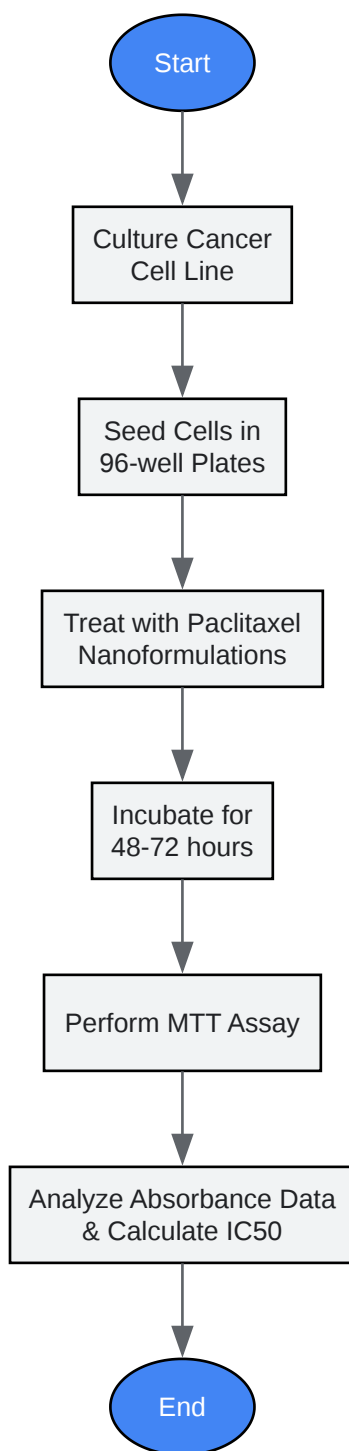 Start
Culture Cancer
Cell Line
Seed Cells in
96-well Plates
Treat with Paclitaxel
Nanoformulations
Incubate for
48-72 hours
Perform MTT Assay
Analyze Absorbance Data
& Calculate IC50
End